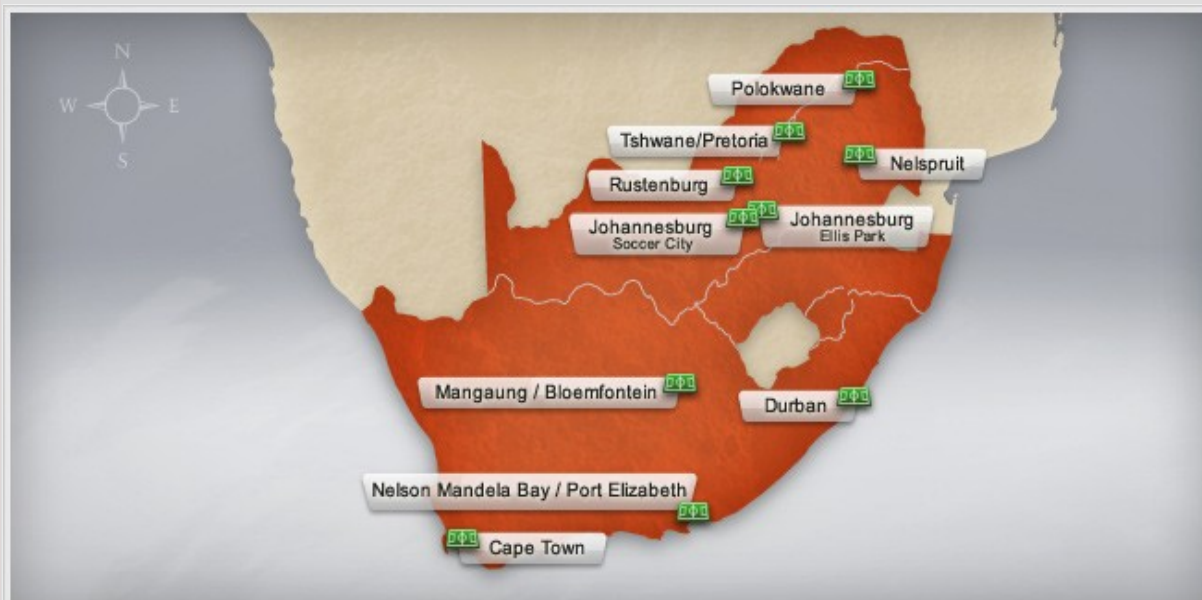 N
W E
S
Polokwane
Tshwane/Pretoria
Nelspruit
Rustenburg
Johannesburg
Soccer City
Johannesburg
Ellis Park
Mangaung / Bloemfontein
Durban
Nelson Mandela Bay / Port Elizabeth
Cape Town